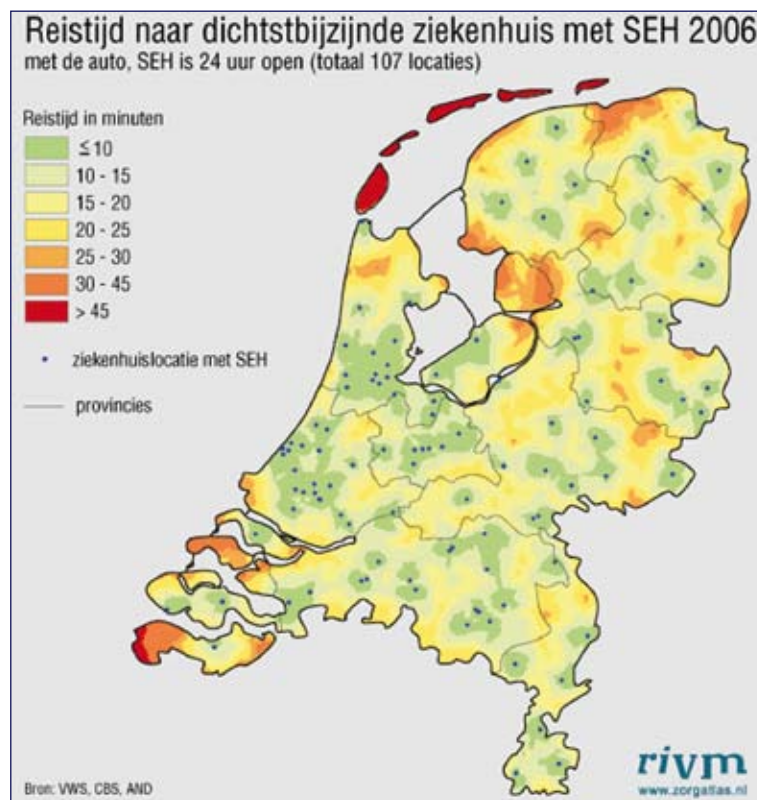 Reistijd naar dichtstbijzijnde ziekenhuis met SEH 2006
met de auto, SEH is 24 uur open (totaal 107 locaties)
Reistijd in minuten
≤ 10
10 - 15
15 - 20
20 - 25
25 - 30
30 - 45
> 45
ziekenhuislocatie met SEH
provincies
Bron: VWS, CBS, AND
rivm
www.zorgatlas.nl